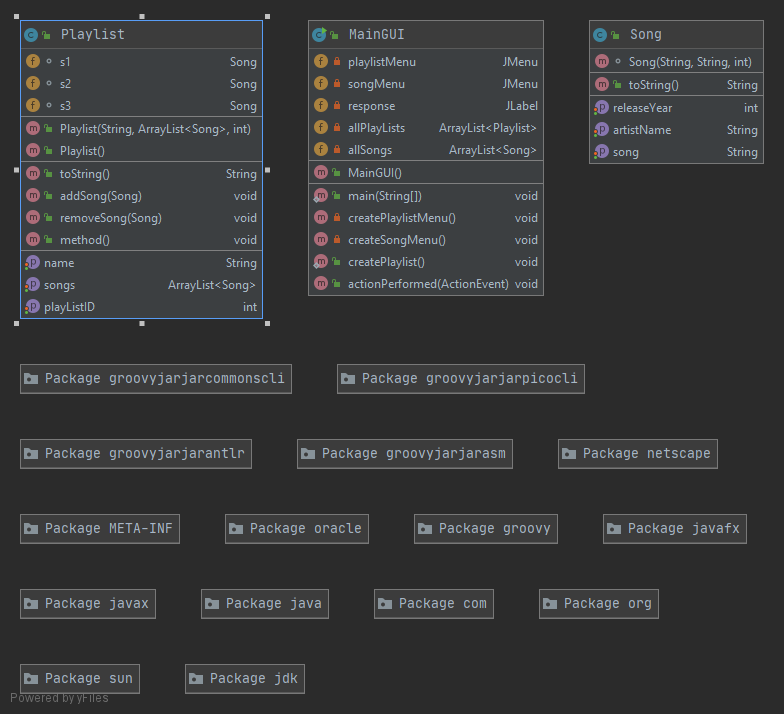 Playlist
s1 Song
s2 Song
s3 Song
Playlist(String, ArrayList<Song>, int)
Playlist()
toString() String
addSong(Song) void
removeSong(Song) void
method() void
name String
songs ArrayList<Song>
playListID int
MainGUI
playlistMenu JMenu
songMenu JMenu
response JLabel
allPlayLists ArrayList<Playlist>
allSongs ArrayList<Song>
MainGUI()
main(String[]) void
createPlaylistMenu() void
createSongMenu() void
createPlaylist() void
actionPerformed(ActionEvent) void
Song
Song(String, String, int)
toString() String
releaseYear int
artistName String
song String
Package groovyjarjarcommonscli
Package groovyjarjarpicocli
Package groovyjarjarantlr
Package groovyjarjarasm
Package netscape
Package META-INF
Package oracle
Package groovy
Package javafx
Package javax
Package java
Package com
Package org
Package sun
Package jdk
Powered by yFiles